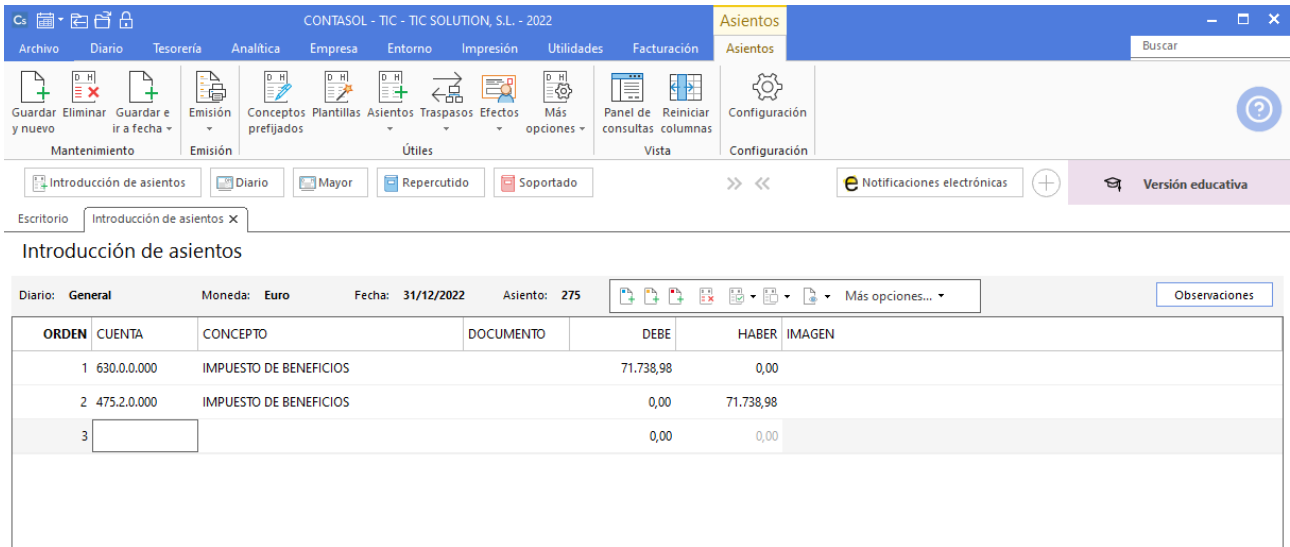 Cs CONTASOL - TIC - TIC SOLUTION, S.L. - 2022 Asientos
Archivo Diario Tesorería Analítica Empresa Entorno Impresión Utilidades Facturación Asientos Buscar
Guardar y nuevo Eliminar Guardar e ir a fecha Emisión Conceptos prefijados Plantillas Asientos Traspasos Efectos Más opciones Panel de consultas Reiniciar columnas Configuración
Mantenimiento Emisión Útiles Vista Configuración
Introducción de asientos Diario Mayor Repercutido Soportado Notificaciones electrónicas Versión educativa
Escritorio Introducción de asientos
Introducción de asientos
Diario: General Moneda: Euro Fecha: 31/12/2022 Asiento: 275 Más opciones... Observaciones
ORDEN CUENTA CONCEPTO DOCUMENTO DEBE HABER IMAGEN
1 630.0.0.000 IMPUESTO DE BENEFICIOS 71.738,98 0,00
2 475.2.0.000 IMPUESTO DE BENEFICIOS 0,00 71.738,98
3 0,00 0,00